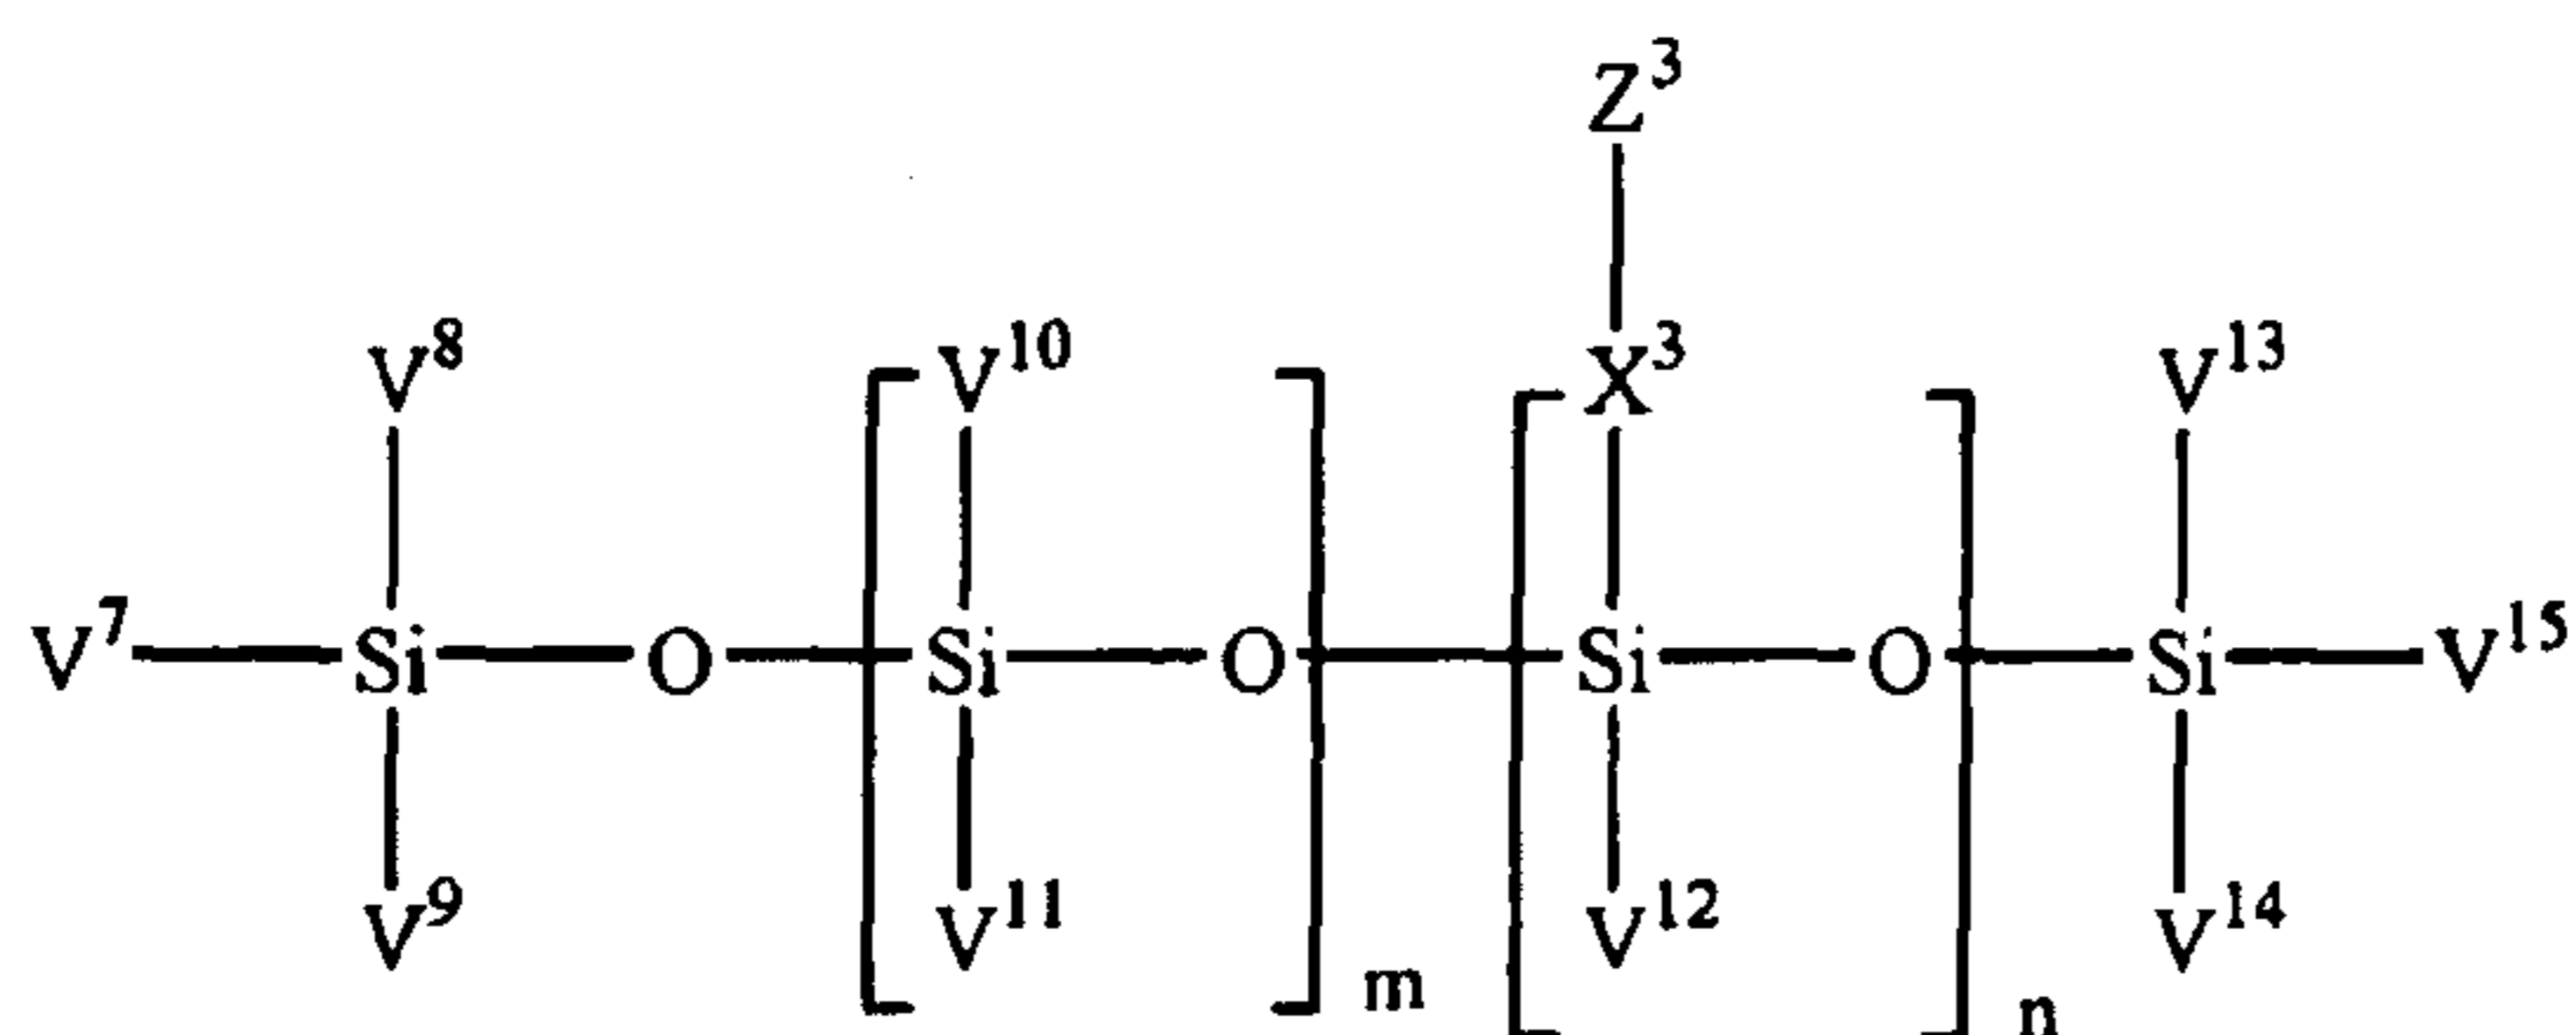 Z³
V⁸ V¹⁰ X³ V¹³
V⁷ Si O Si O Si O Si V¹⁵
V⁹ V¹¹ V¹² V¹⁴
m n